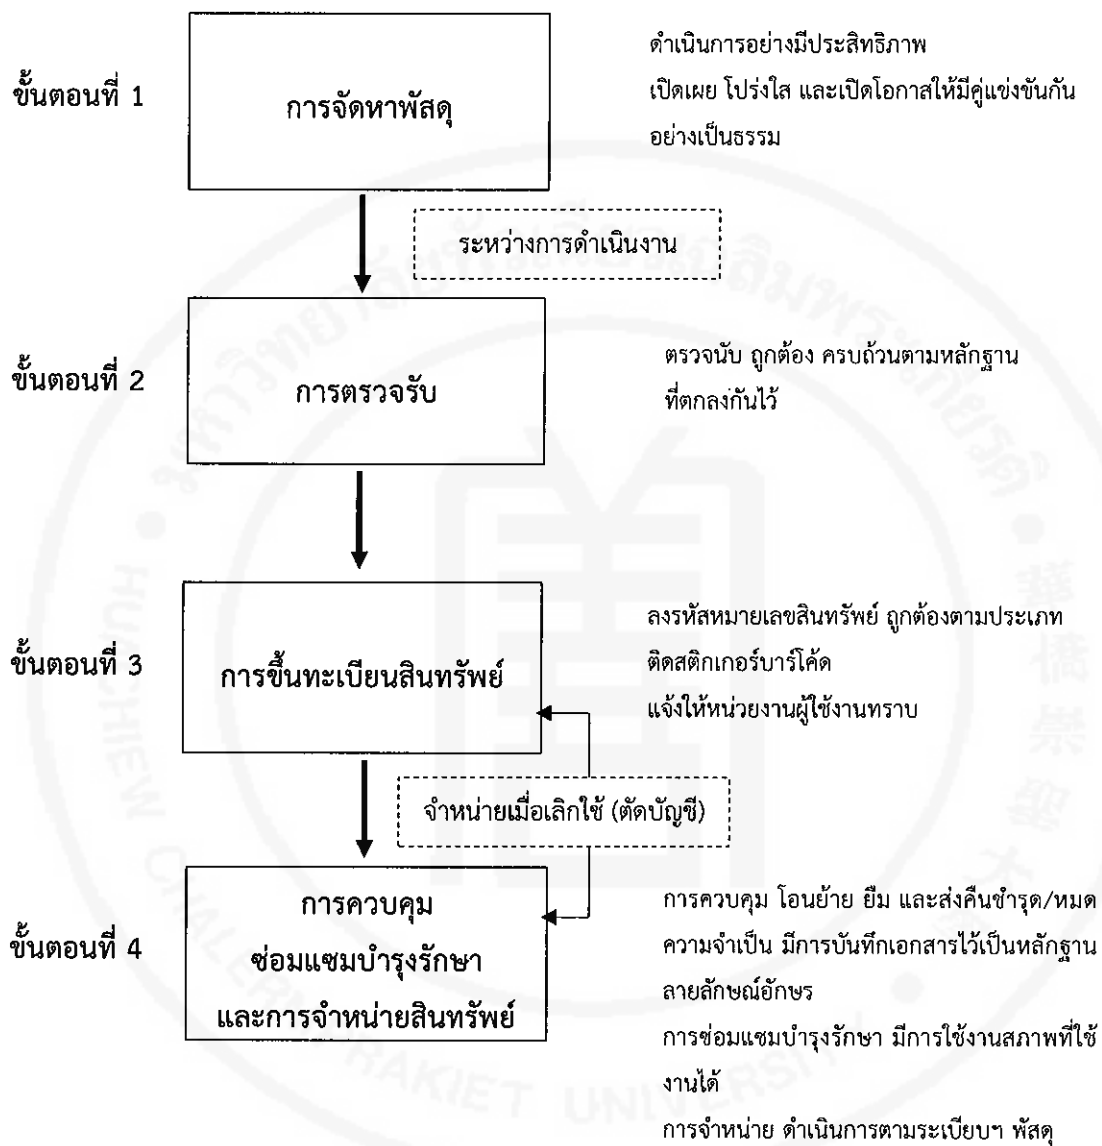 ขั้นตอนที่ 1
การจัดหาพัสดุ
ดำเนินการอย่างมีประสิทธิภาพ
เปิดเผย โปร่งใส และเปิดโอกาสให้มีคู่แข่งขันกัน
อย่างเป็นธรรม
ระหว่างการดำเนินงาน
ขั้นตอนที่ 2
การตรวจรับ
ตรวจนับ ถูกต้อง ครบถ้วนตามหลักฐาน
ที่ตกลงกันไว้
ขั้นตอนที่ 3
การขึ้นทะเบียนสินทรัพย์
ลงรหัสหมายเลขสินทรัพย์ ถูกต้องตามประเภท
ติดสติกเกอร์บาร์โค้ด
แจ้งให้หน่วยงานผู้ใช้งานทราบ
จำหน่ายเมื่อเลิกใช้ (ตัดบัญชี)
ขั้นตอนที่ 4
การควบคุม
ซ่อมแซมบำรุงรักษา
และการจำหน่ายสินทรัพย์
การควบคุม โอนย้าย ยืม และส่งคืนชำรุด/หมด
ความจำเป็น มีการบันทึกเอกสารไว้เป็นหลักฐาน
ลายลักษณ์อักษร
การซ่อมแซมบำรุงรักษา มีการใช้งานสภาพที่ใช้
งานได้
การจำหน่าย ดำเนินการตามระเบียบฯ พัสดุ